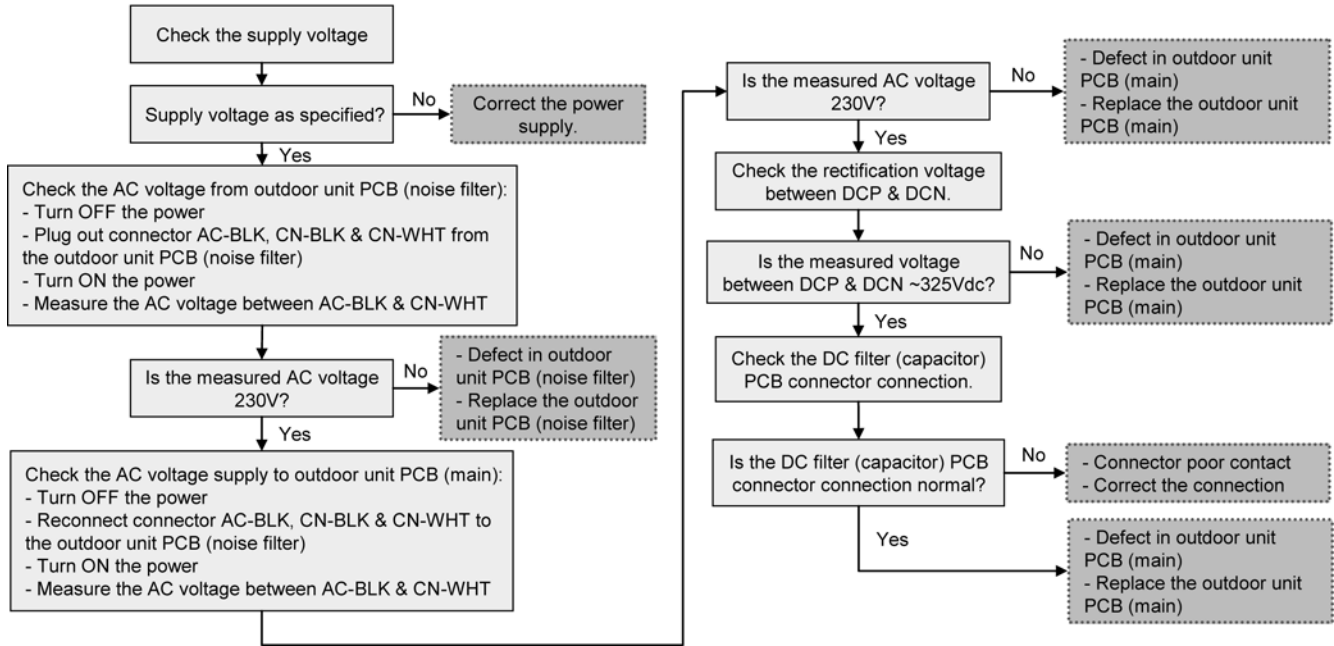 Check the supply voltage
Supply voltage as specified?
No
Correct the power
supply.
Yes
Check the AC voltage from outdoor unit PCB (noise filter):
- Turn OFF the power
- Plug out connector AC-BLK, CN-BLK & CN-WHT from
the outdoor unit PCB (noise filter)
- Turn ON the power
- Measure the AC voltage between AC-BLK & CN-WHT
Is the measured AC voltage
230V?
No
- Defect in outdoor
unit PCB (noise filter)
- Replace the outdoor
unit PCB (noise filter)
Yes
Check the AC voltage supply to outdoor unit PCB (main):
- Turn OFF the power
- Reconnect connector AC-BLK, CN-BLK & CN-WHT to
the outdoor unit PCB (noise filter)
- Turn ON the power
- Measure the AC voltage between AC-BLK & CN-WHT
Is the measured AC voltage
230V?
No
- Defect in outdoor unit
PCB (main)
- Replace the outdoor unit
PCB (main)
Yes
Check the rectification voltage
between DCP & DCN.
Is the measured voltage
between DCP & DCN ~325Vdc?
No
- Defect in outdoor unit
PCB (main)
- Replace the outdoor unit
PCB (main)
Yes
Check the DC filter (capacitor)
PCB connector connection.
Is the DC filter (capacitor) PCB
connector connection normal?
No
- Connector poor contact
- Correct the connection
Yes
- Defect in outdoor unit
PCB (main)
- Replace the outdoor unit
PCB (main)